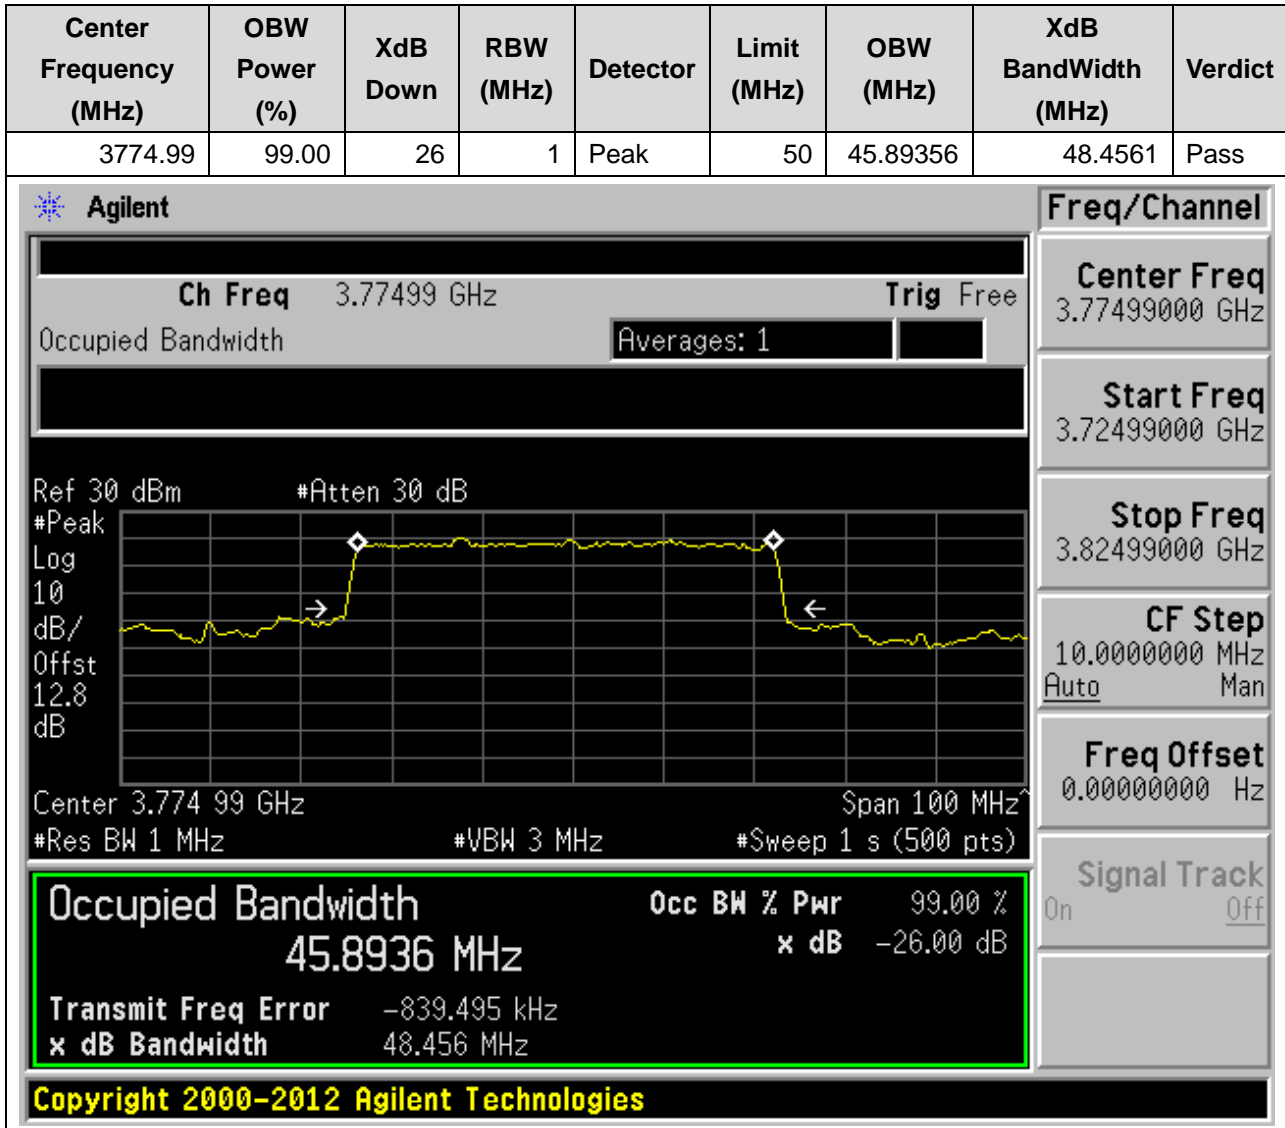 Center Frequency (MHz) OBW Power (%) XdB Down RBW (MHz) Detector Limit (MHz) OBW (MHz) XdB BandWidth (MHz) Verdict
3774.99 99.00 26 1 Peak 50 45.89356 48.4561 Pass
Agilent
Freq/Channel
Ch Freq 3.77499 GHz Trig Free
Occupied Bandwidth Averages: 1
Center Freq
3.77499000 GHz
Start Freq
3.72499000 GHz
Stop Freq
3.82499000 GHz
CF Step
10.0000000 MHz
Auto Man
Freq Offset
0.00000000 Hz
Signal Track
On Off
Ref 30 dBm #Atten 30 dB
#Peak
Log
10
dB/
Offst
12.8
dB
Center 3.774 99 GHz Span 100 MHz^
#Res BW 1 MHz #VBW 3 MHz #Sweep 1 s (500 pts)
Occupied Bandwidth Occ BW % Pwr 99.00 %
45.8936 MHz x dB -26.00 dB
Transmit Freq Error -839.495 kHz
x dB Bandwidth 48.456 MHz
Copyright 2000-2012 Agilent Technologies